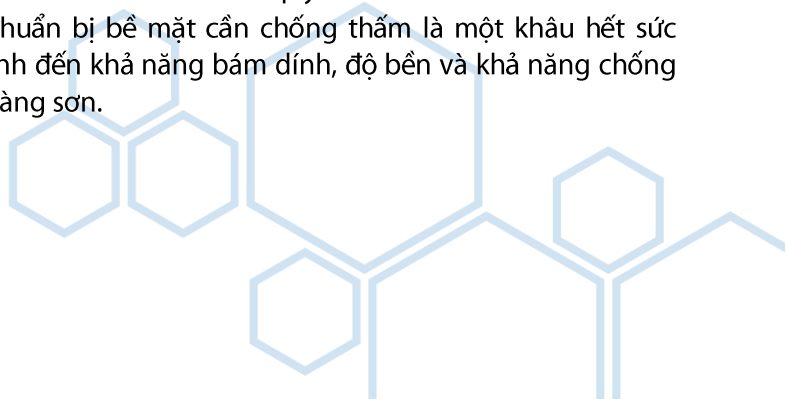 huẩn bị bề mặt cần chống thấm là một khâu hết sức
nh đến khả năng bám dính, độ bền và khả năng chống
àng sơn.